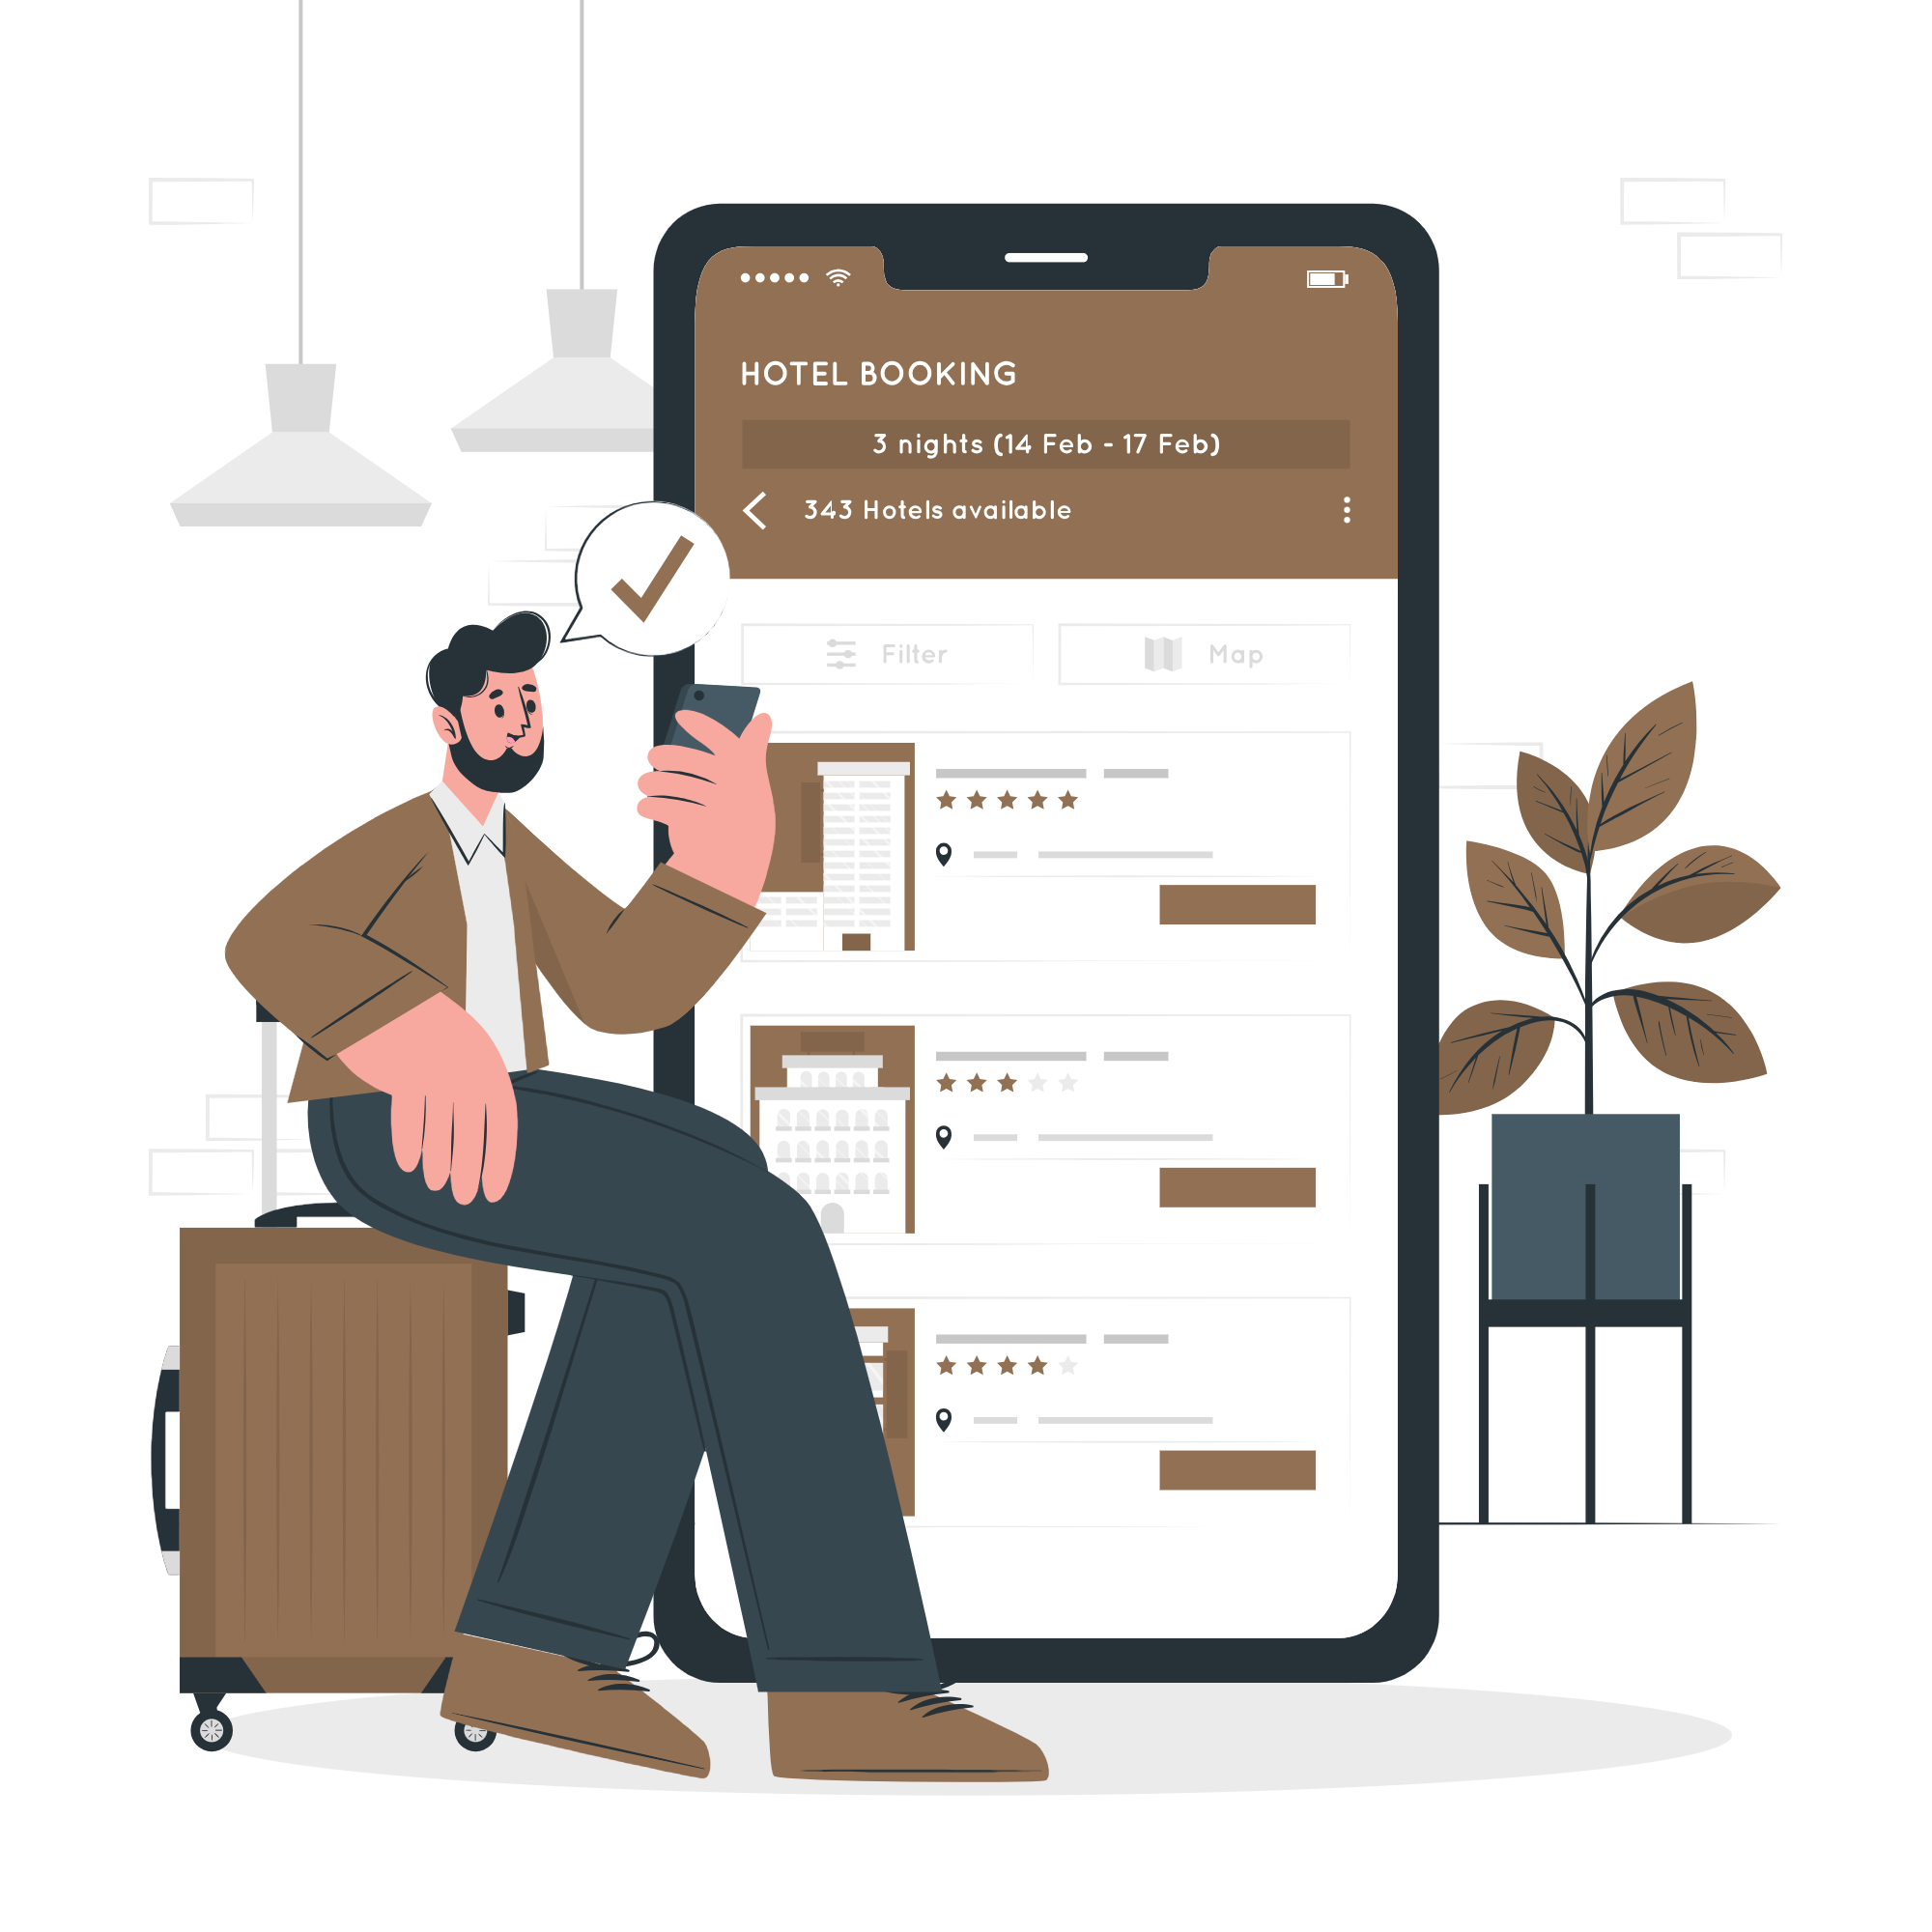 HOTEL BOOKING
3 nights (14 Feb - 17 Feb)
343 Hotels available
Filter
Map